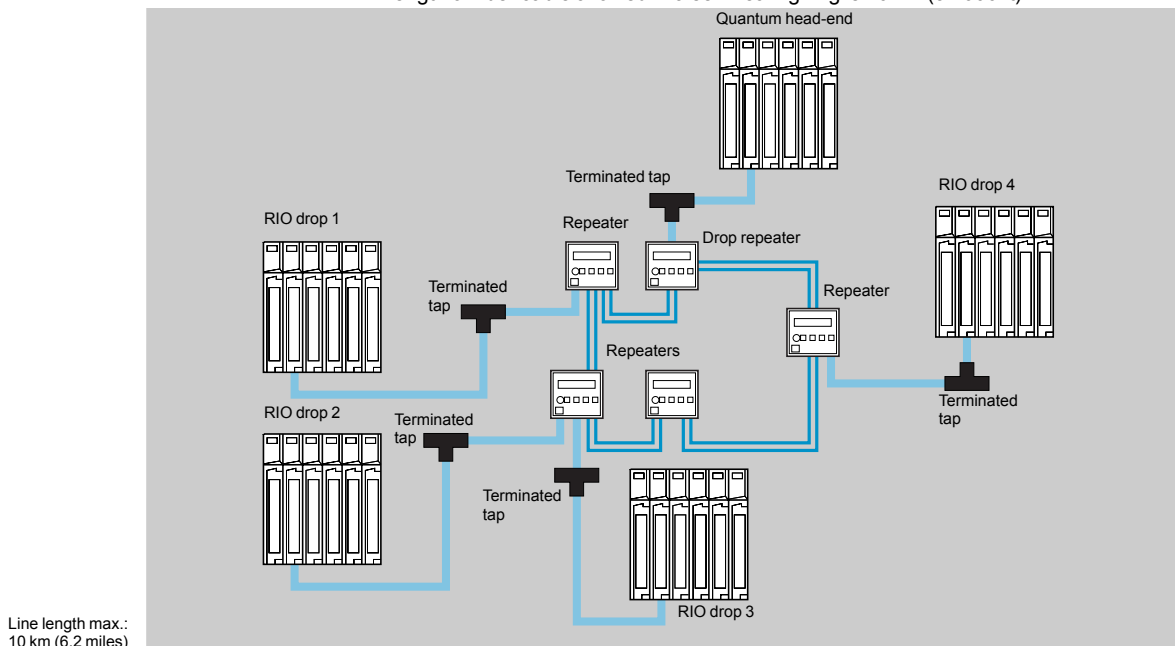 Quantum head-end
Terminated tap
RIO drop 4
RIO drop 1
Repeater
Drop repeater
Terminated
tap
Repeater
Repeaters
RIO drop 2
Terminated
tap
Terminated
tap
Terminated
tap
RIO drop 3
Line length max.:
10 km (6.2 miles)